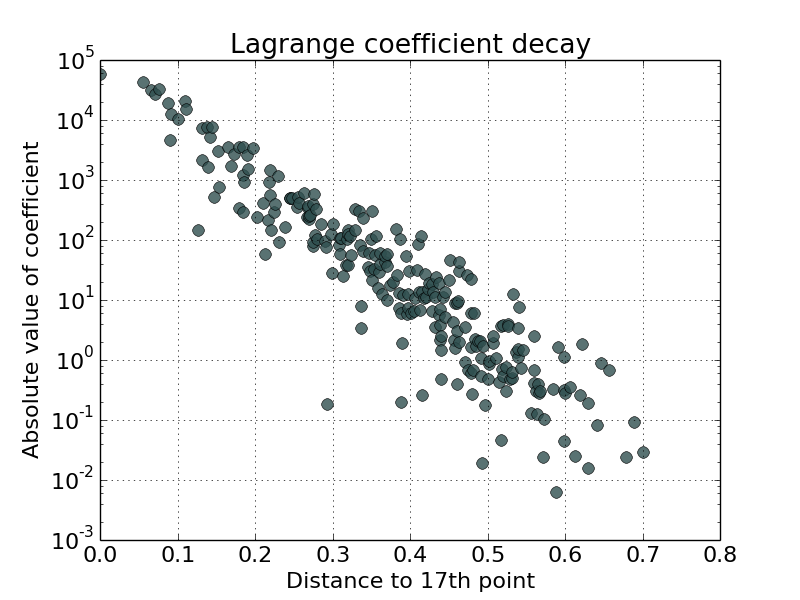 Lagrange coefficient decay
Absolute value of coefficient
10^5
10^4
10^3
10^2
10^1
10^0
10^-1
10^-2
10^-3
0.0 0.1 0.2 0.3 0.4 0.5 0.6 0.7 0.8
Distance to 17th point